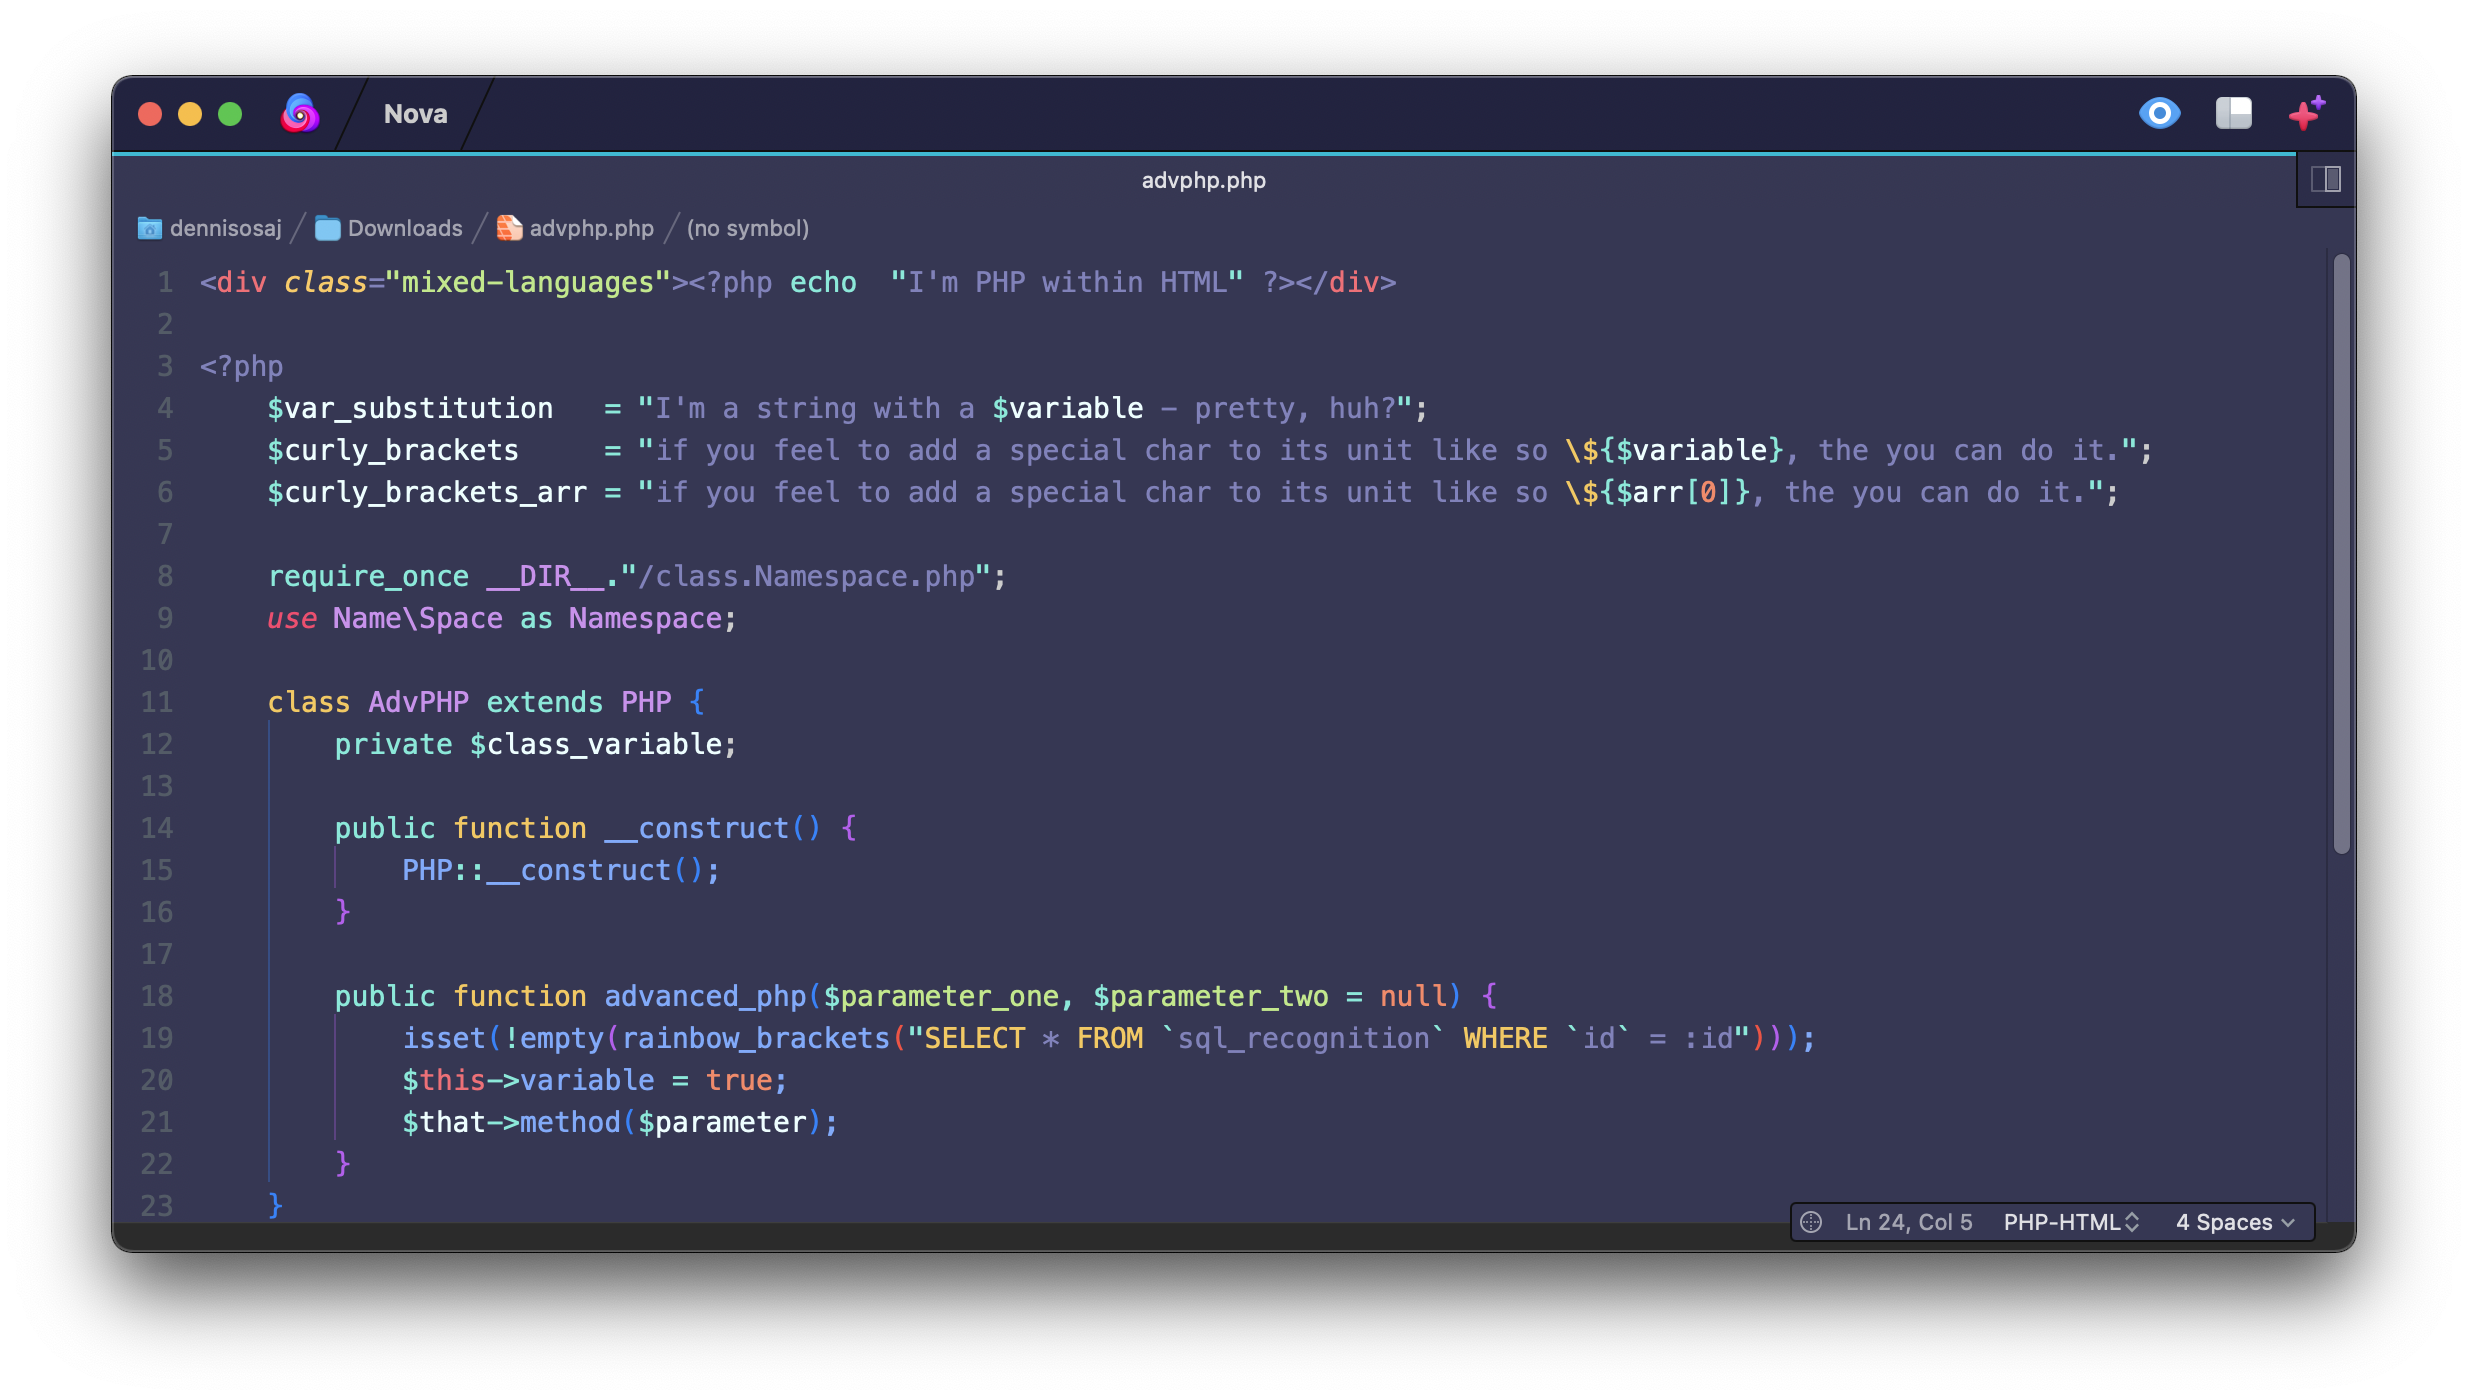 Nova
advphp.php
dennisosaj / Downloads / advphp.php / (no symbol)
1 <div class="mixed-languages"><?php echo  "I'm PHP within HTML" ?></div>
2
3 <?php
4     $var_substitution   = "I'm a string with a $variable - pretty, huh?";
5     $curly_brackets     = "if you feel to add a special char to its unit like so \${$variable}, the you can do it.";
6     $curly_brackets_arr = "if you feel to add a special char to its unit like so \${$arr[0]}, the you can do it.";
7
8     require_once __DIR__."/class.Namespace.php";
9     use Name\Space as Namespace;
10
11     class AdvPHP extends PHP {
12         private $class_variable;
13
14         public function __construct() {
15             PHP::__construct();
16         }
17
18         public function advanced_php($parameter_one, $parameter_two = null) {
19             isset(!empty(rainbow_brackets("SELECT * FROM `sql_recognition` WHERE `id` = :id")));
20             $this->variable = true;
21             $that->method($parameter);
22         }
23     }
Ln 24, Col 5 PHP-HTML 4 Spaces